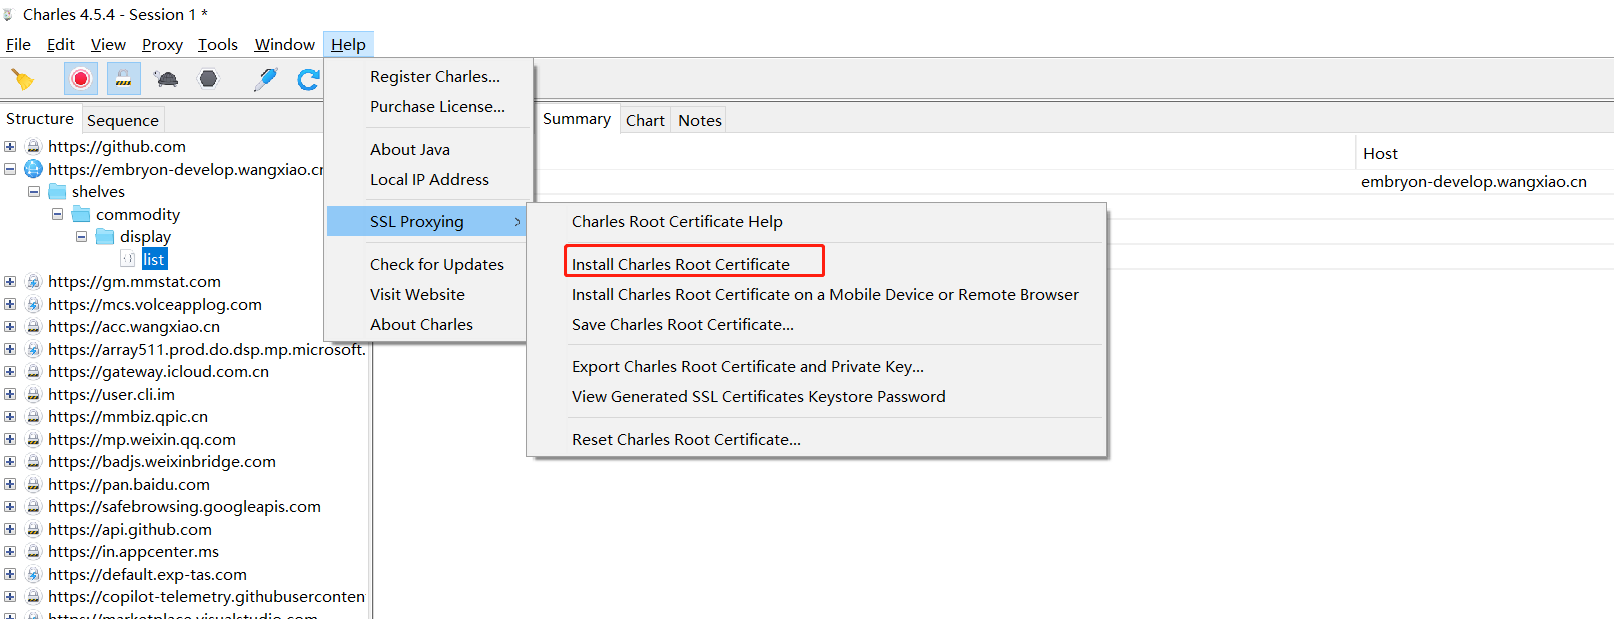 Charles 4.5.4 - Session 1 *
File Edit View Proxy Tools Window Help
Register Charles...
Purchase License...
About Java
Local IP Address
SSL Proxying >
Check for Updates
Visit Website
About Charles
Charles Root Certificate Help
Install Charles Root Certificate
Install Charles Root Certificate on a Mobile Device or Remote Browser
Save Charles Root Certificate...
Export Charles Root Certificate and Private Key...
View Generated SSL Certificates Keystore Password
Reset Charles Root Certificate...
Structure Sequence
https://github.com
https://embryon-develop.wangxiao.cn
shelves
commodity
display
list
https://gm.mmstat.com
https://mcs.volceapplog.com
https://acc.wangxiao.cn
https://array511.prod.do.dsp.mp.microsoft.
https://gateway.icloud.com.cn
https://user.cli.im
https://mmbiz.qpic.cn
https://mp.weixin.qq.com
https://badjs.weixinbridge.com
https://pan.baidu.com
https://safebrowsing.googleapis.com
https://api.github.com
https://in.appcenter.ms
https://default.exp-tas.com
https://copilot-telemetry.githubuserconten
https://marketplace.visualstudio.com
Summary Chart Notes
Host
embryon-develop.wangxiao.cn